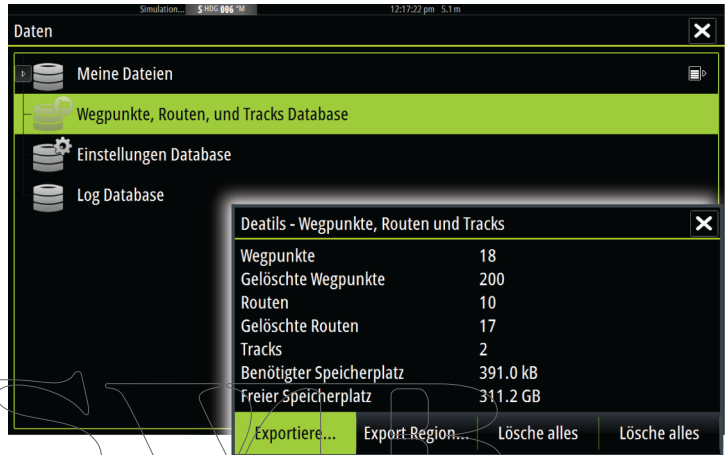 Simulation... S HDG 006 °M 12:17:22 pm 5.1 m
Daten
Meine Dateien
Wegpunkte, Routen, und Tracks Database
Einstellungen Database
Log Database
Deatils - Wegpunkte, Routen und Tracks
Wegpunkte 18
Gelöschte Wegpunkte 200
Routen 10
Gelöschte Routen 17
Tracks 2
Benötigter Speicherplatz 391.0 kB
Freier Speicherplatz 311.2 GB
Exportiere... Export Region... Lösche alles Lösche alles